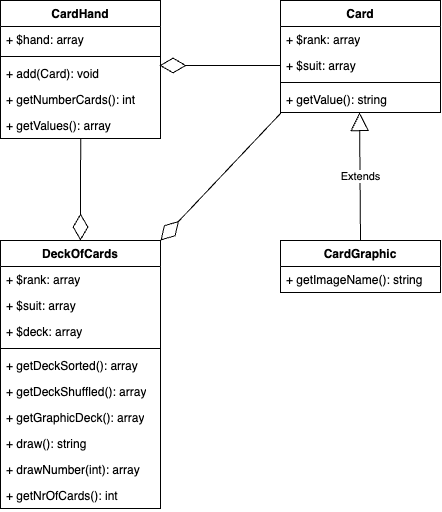 CardHand
+ $hand: array
+ add(Card): void
+ getNumberCards(): int
+ getValues(): array
Card
+ $rank: array
+ $suit: array
+ getValue(): string
Extends
DeckOfCards
+ $rank: array
+ $suit: array
+ $deck: array
+ getDeckSorted(): array
+ getDeckShuffled(): array
+ getGraphicDeck(): array
+ draw(): string
+ drawNumber(int): array
+ getNrOfCards(): int
CardGraphic
+ getImageName(): string